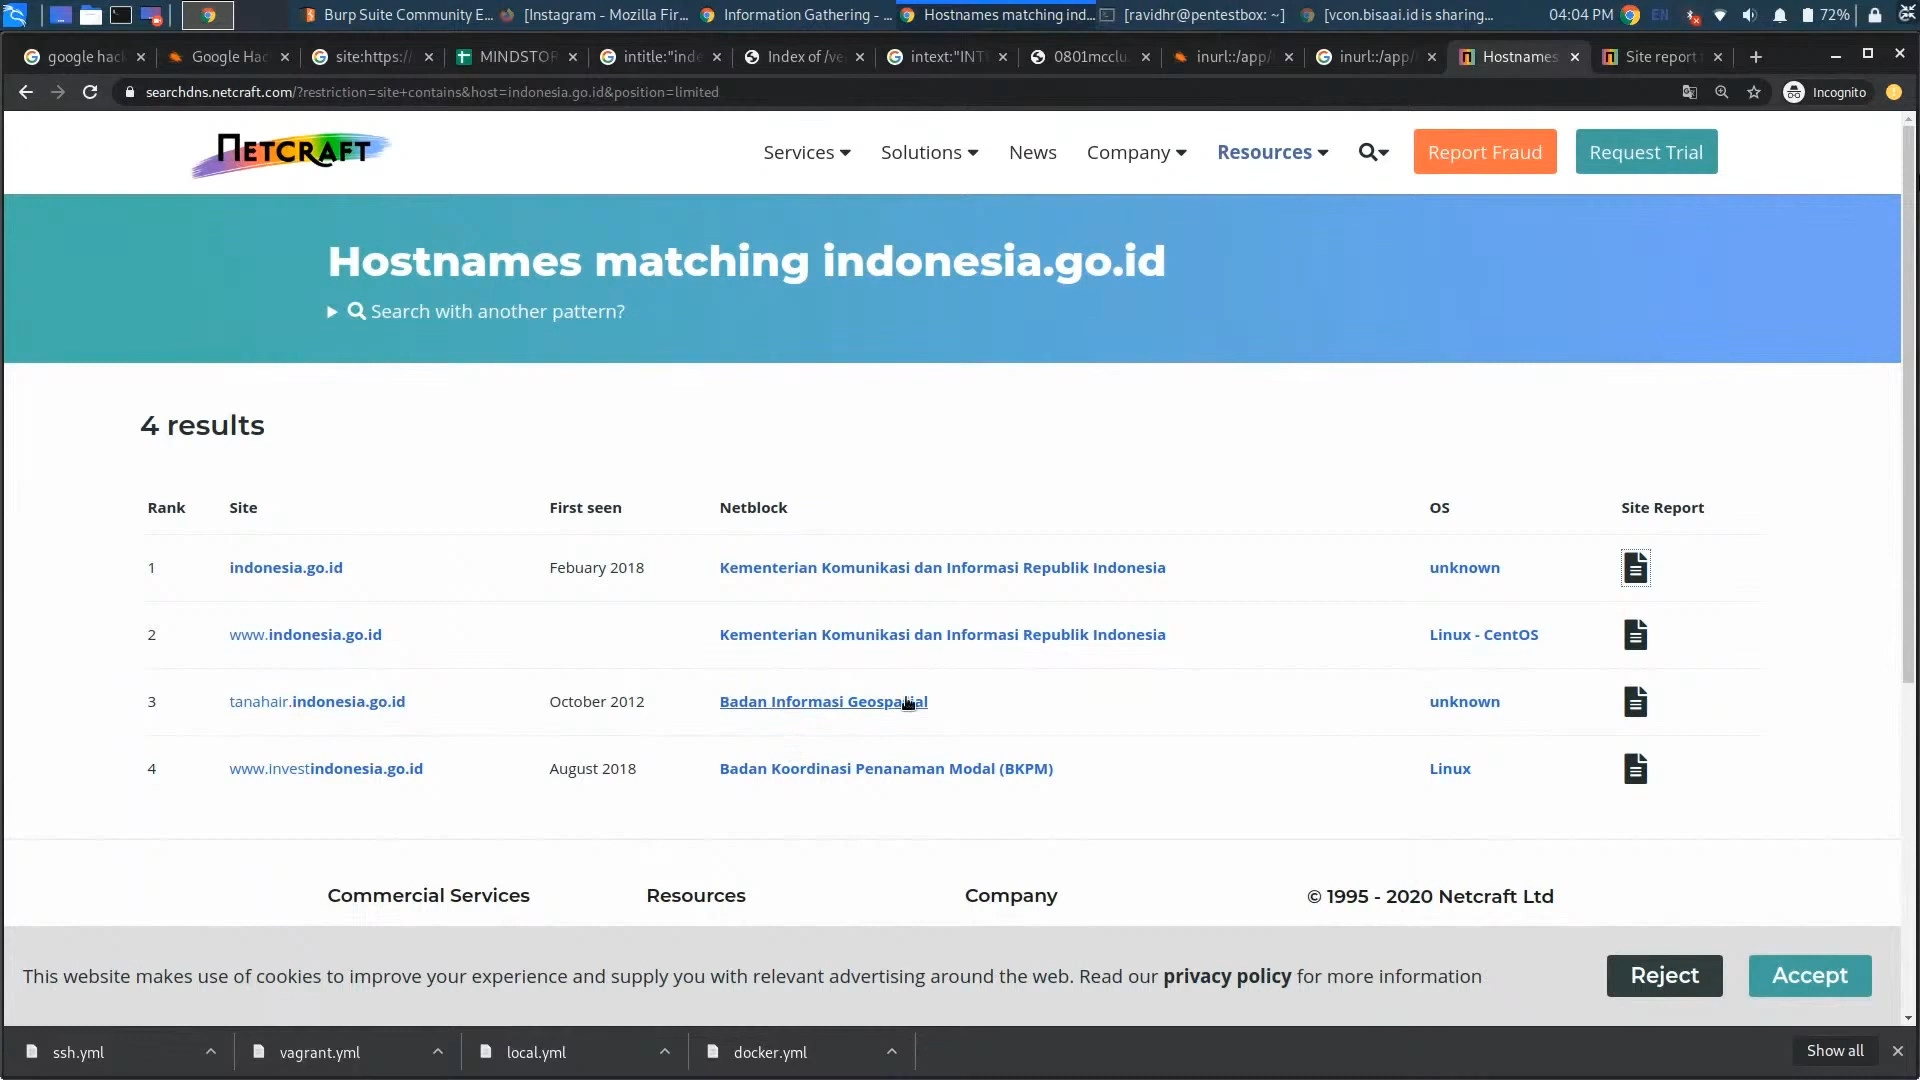 Burp Suite Community E... [Instagram - Mozilla Fir... Information Gathering - ... Hostnames matching ind... [ravidhr@pentestbox: ~] [vcon.bisaai.id is sharing... 04:04 PM EN 72%
google hack Google Hac site:https:// MINDSTOR intitle:"inde Index of /ve intext:"INTE 0801mcclu inurl::/app/ inurl::/app/ Hostnames Site report
searchdns.netcraft.com/?restriction=site+contains&host=indonesia.go.id&position=limited Incognito
NETCRAFT Services Solutions News Company Resources Report Fraud Request Trial
Hostnames matching indonesia.go.id
Search with another pattern?
4 results
Rank Site First seen Netblock OS Site Report
1 indonesia.go.id Febuary 2018 Kementerian Komunikasi dan Informasi Republik Indonesia unknown
2 www.indonesia.go.id Kementerian Komunikasi dan Informasi Republik Indonesia Linux - CentOS
3 tanahair.indonesia.go.id October 2012 Badan Informasi Geospasial unknown
4 www.investindonesia.go.id August 2018 Badan Koordinasi Penanaman Modal (BKPM) Linux
Commercial Services Resources Company © 1995 - 2020 Netcraft Ltd
This website makes use of cookies to improve your experience and supply you with relevant advertising around the web. Read our privacy policy for more information Reject Accept
ssh.yml vagrant.yml local.yml docker.yml Show all